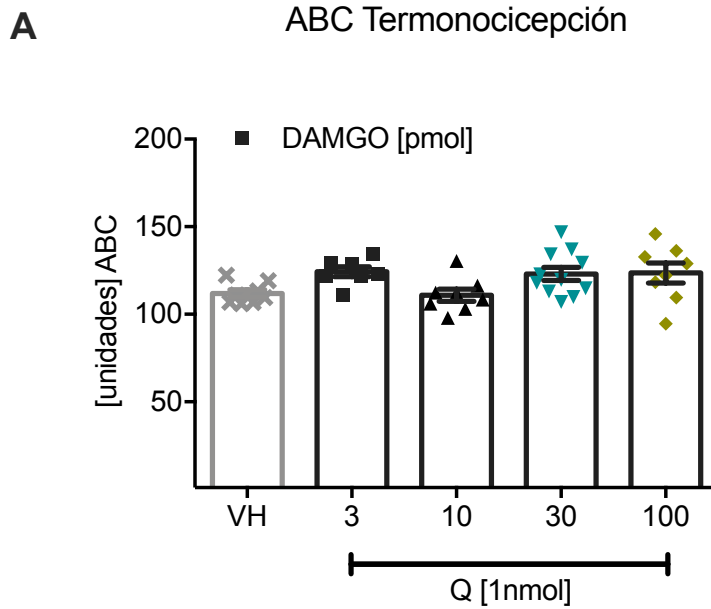 A
ABC Termonocicepción
DAMGO [pmol]
[unidades] ABC
200
150
100
50
VH 3 10 30 100
Q [1nmol]